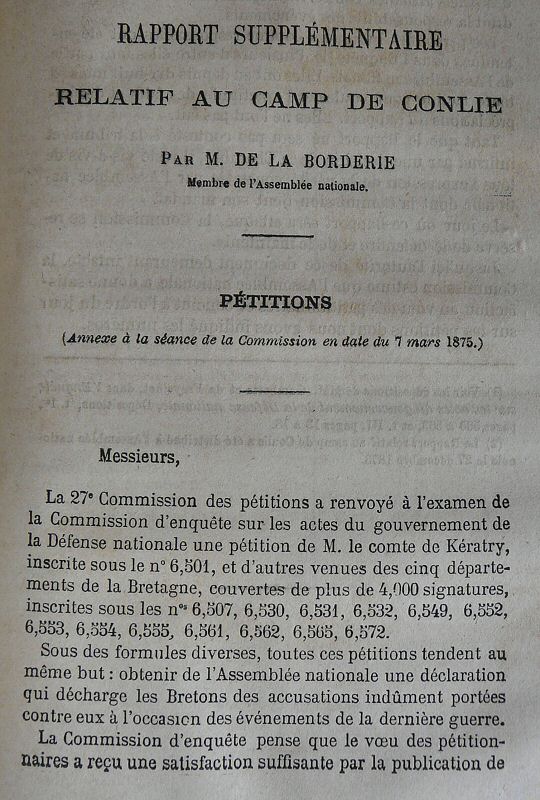 RAPPORT SUPPLÉMENTAIRE
RELATIF AU CAMP DE CONLIE
PAR M. DE LA BORDERIE
Membre de l'Assemblée nationale.
PÉTITIONS
(Annexe à la séance de la Commission en date du 7 mars 1875.)
Messieurs,
La 27e Commission des pétitions a renvoyé à l'examen de
la Commission d'enquête sur les actes du gouvernement de
la Défense nationale une pétition de M. le comte de Kératry,
inscrite sous le n° 6,501, et d'autres venues des cinq départe-
ments de la Bretagne, couvertes de plus de 4,000 signatures,
inscrites sous les nos 6,507, 6,530, 6,531, 6,532, 6,549, 6,552,
6,553, 6,554, 6,555, 6,561, 6,562, 6,565, 6,572.
Sous des formules diverses, toutes ces pétitions tendent au
même but : obtenir de l'Assemblée nationale une déclaration
qui décharge les Bretons des accusations indûment portées
contre eux à l'occasion des événements de la dernière guerre.
La Commission d'enquête pense que le vœu des pétition-
naires a reçu une satisfaction suffisante par la publication de